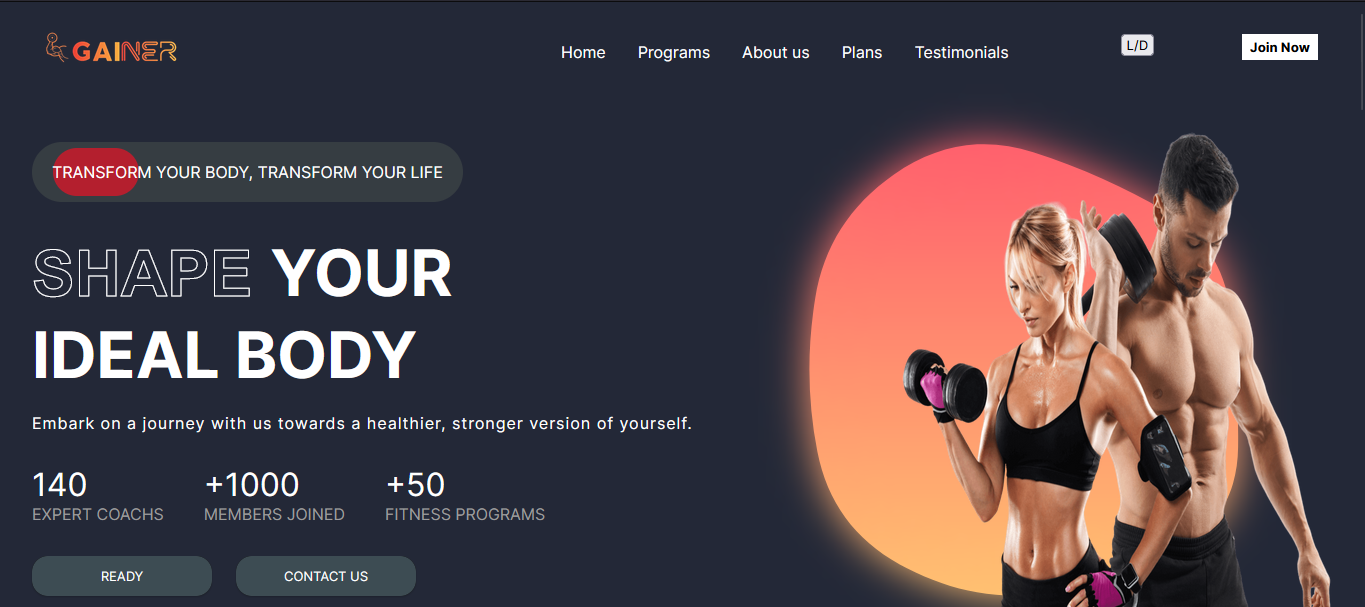 GAINER
Home Programs About us Plans Testimonials L/D Join Now
TRANSFORM YOUR BODY, TRANSFORM YOUR LIFE
SHAPE YOUR
IDEAL BODY
Embark on a journey with us towards a healthier, stronger version of yourself.
140 +1000 +50
EXPERT COACHS MEMBERS JOINED FITNESS PROGRAMS
READY CONTACT US